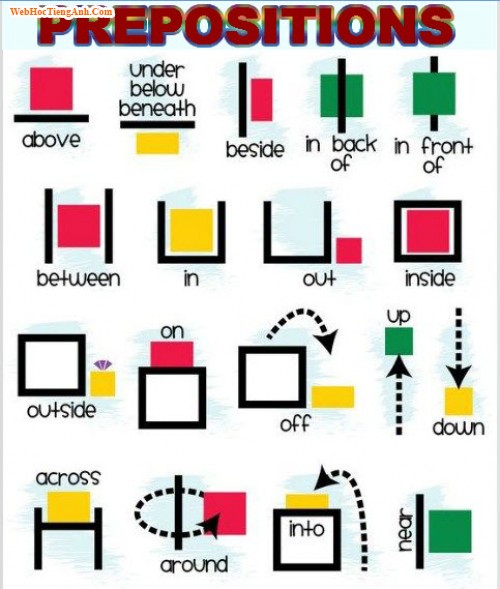 WebHocTiengAnh.Com
PREPOSITIONS
above
under
below
beneath
beside
in back
of
in front
of
between
in
out
inside
outside
on
off
up
down
across
around
into
near